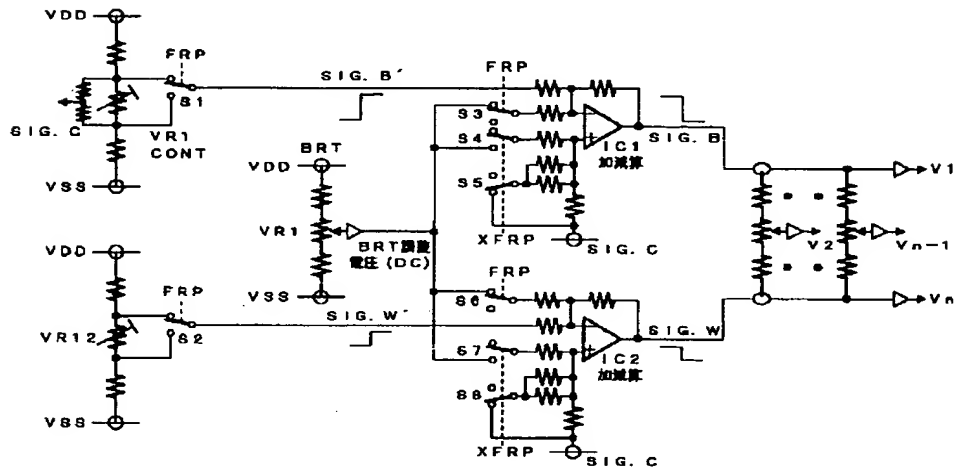 VDD
FRP
SIG. B'
FRP
S1
S3
SIG. C
VR1
CONT
BRT
S4
IC1
加減算
SIG. B
VDD
VSS
S5
V1
VR1
BRT調整
電圧 (DC)
XFRP
SIG. C
V2
Vn-1
VDD
FRP
VSS
FRP
S6
SIG. W'
SIG. W
Vn
VR12
S2
S7
IC2
加減算
S8
VSS
XFRP
SIG. C